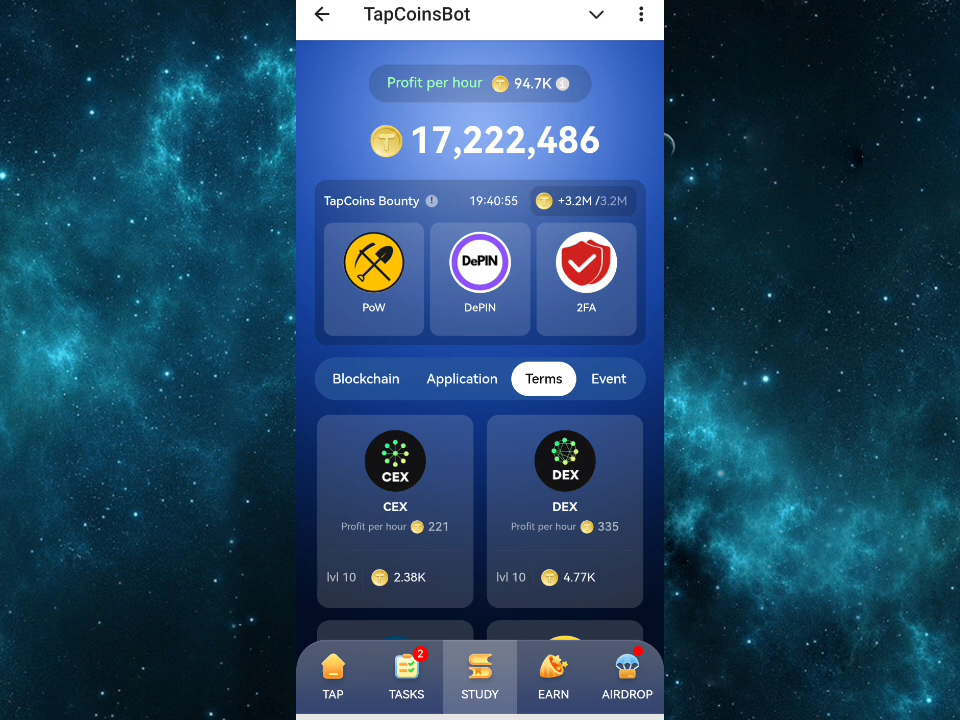 TapCoinsBot
Profit per hour 94.7K
17,222,486
TapCoins Bounty 19:40:55 +3.2M /3.2M
DePIN
PoW DePIN 2FA
Blockchain Application Terms Event
CEX DEX
CEX DEX
Profit per hour 221 Profit per hour 335
lvl 10 2.38K lvl 10 4.77K
2
TAP TASKS STUDY EARN AIRDROP